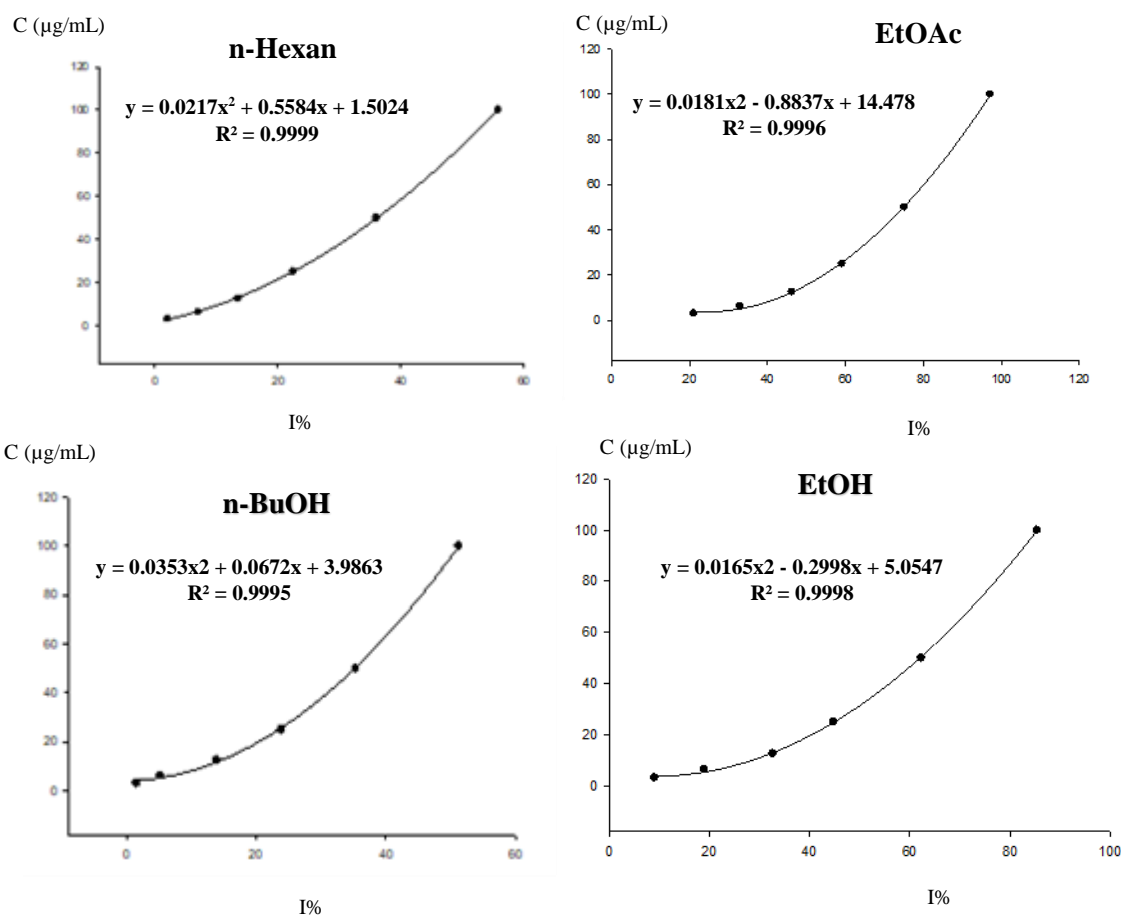 C (µg/mL)
n-Hexan
y = 0.0217x² + 0.5584x + 1.5024
R² = 0.9999
120
100
80
60
40
20
0
0 20 40 60
I%
C (µg/mL)
EtOAc
y = 0.0181x2 - 0.8837x + 14.478
R² = 0.9996
120
100
80
60
40
20
0
0 20 40 60 80 100 120
I%
C (µg/mL)
n-BuOH
y = 0.0353x2 + 0.0672x + 3.9863
R² = 0.9995
120
100
80
60
40
20
0
0 20 40 60
I%
C (µg/mL)
EtOH
y = 0.0165x2 - 0.2998x + 5.0547
R² = 0.9998
120
100
80
60
40
20
0
0 20 40 60 80 100
I%